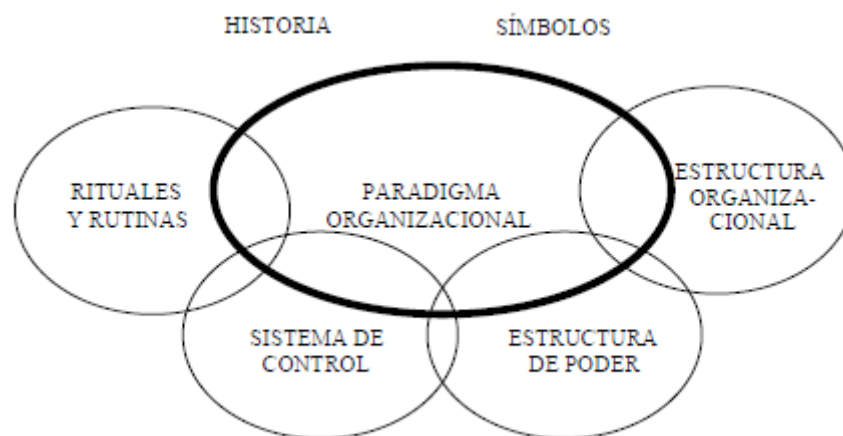 HISTORIA
SÍMBOLOS
RITUALES
Y RUTINAS
PARADIGMA
ORGANIZACIONAL
ESTRUCTURA
ORGANIZA-
CIONAL
SISTEMA DE
CONTROL
ESTRUCTURA
DE PODER